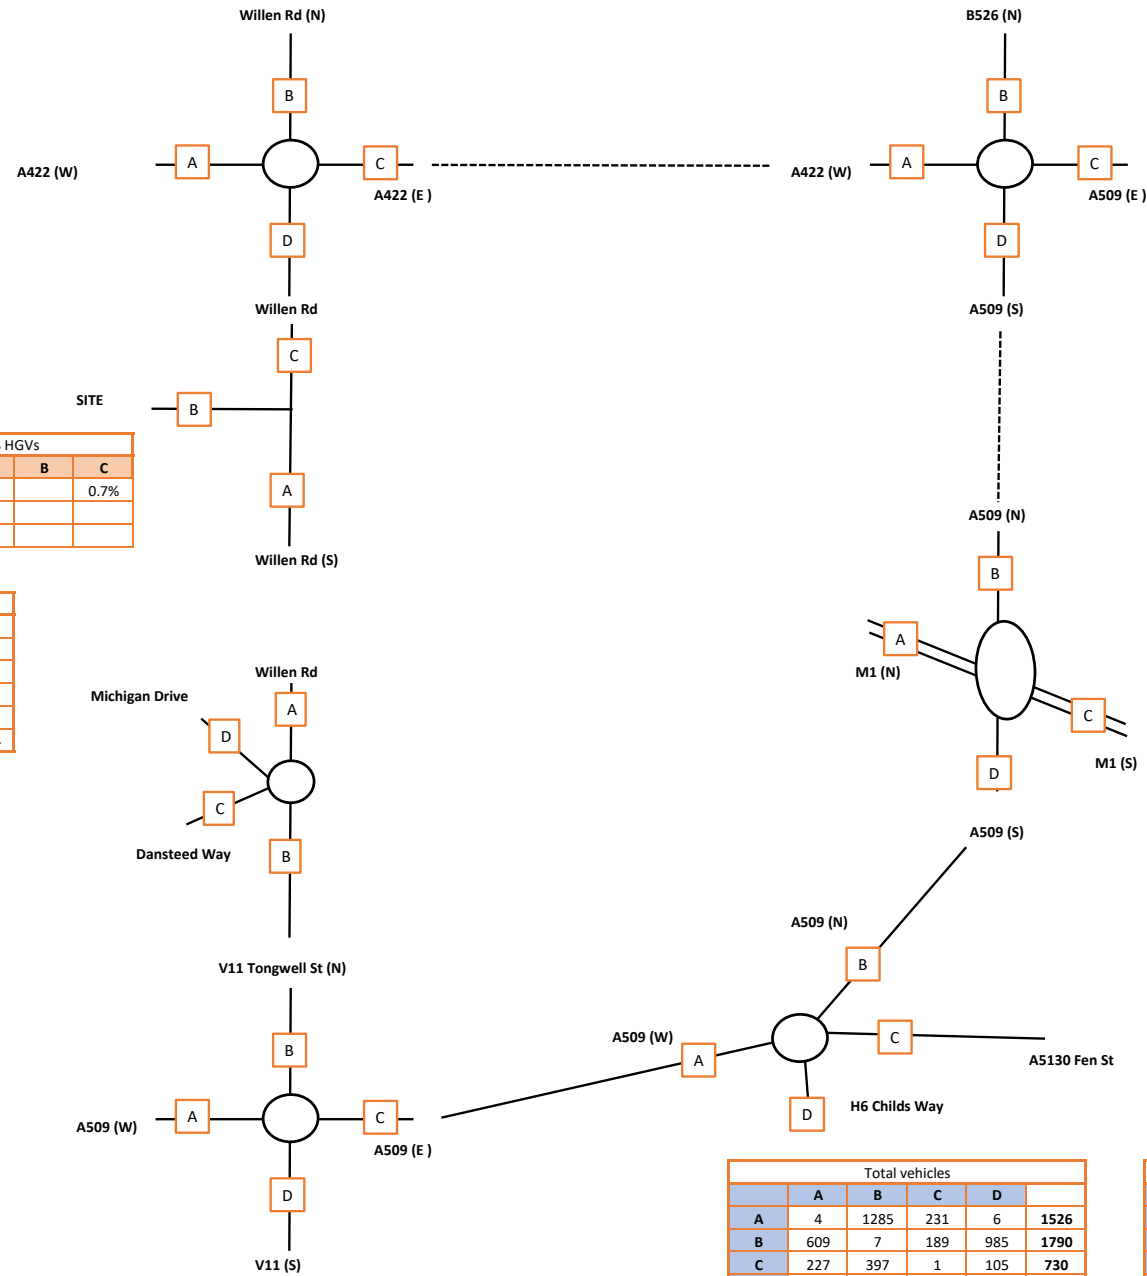 Willen Rd (N)
B526 (N)
B
B
A422 (W)
A
C
A422 (E )
A422 (W)
A
C
A509 (E )
D
D
Willen Rd
A509 (S)
C
SITE
B
HGVs
B C
0.7%
A
Willen Rd (S)
A509 (N)
B
A
M1 (N)
C
M1 (S)
D
A509 (S)
Willen Rd
Michigan Drive
A
D
C
Dansteed Way
B
V11 Tongwell St (N)
A509 (N)
B
A509 (W)
A
C
A5130 Fen St
D
H6 Childs Way
B
A509 (W)
A
C
A509 (E )
D
V11 (S)
Total vehicles
A B C D
A 4 1285 231 6 1526
B 609 7 189 985 1790
C 227 397 1 105 730